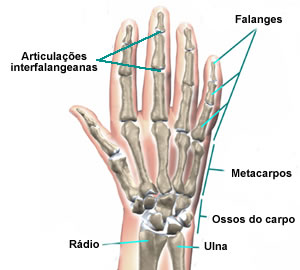 Falanges
Articulações
interfalangeanas
Metacarpos
Ossos do carpo
Rádio
Ulna